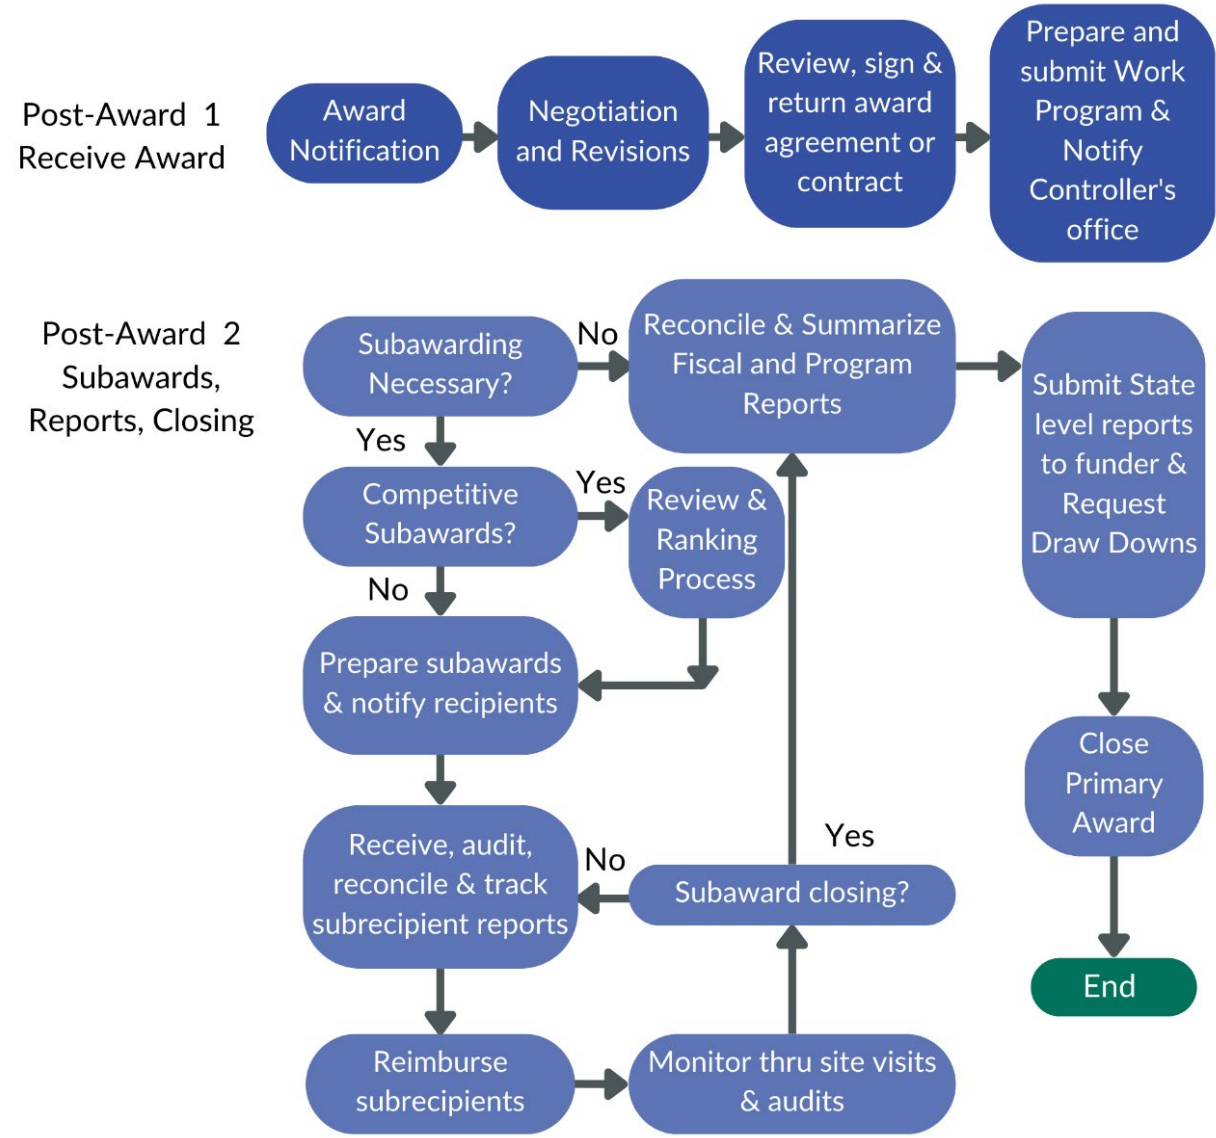 Post-Award 1
Receive Award
Award
Notification
Negotiation
and Revisions
Review, sign &
return award
agreement or
contract
Prepare and
submit Work
Program &
Notify
Controller's
office
Post-Award 2
Subawards,
Reports, Closing
Subawarding
Necessary?
No
Reconcile & Summarize
Fiscal and Program
Reports
Submit State
level reports
to funder &
Request
Draw Downs
Yes
Competitive
Subawards?
Yes
Review &
Ranking
Process
No
Prepare subawards
& notify recipients
Close
Primary
Award
Receive, audit,
reconcile & track
subrecipient reports
No
Yes
Subaward closing?
End
Reimburse
subrecipients
Monitor thru site visits
& audits